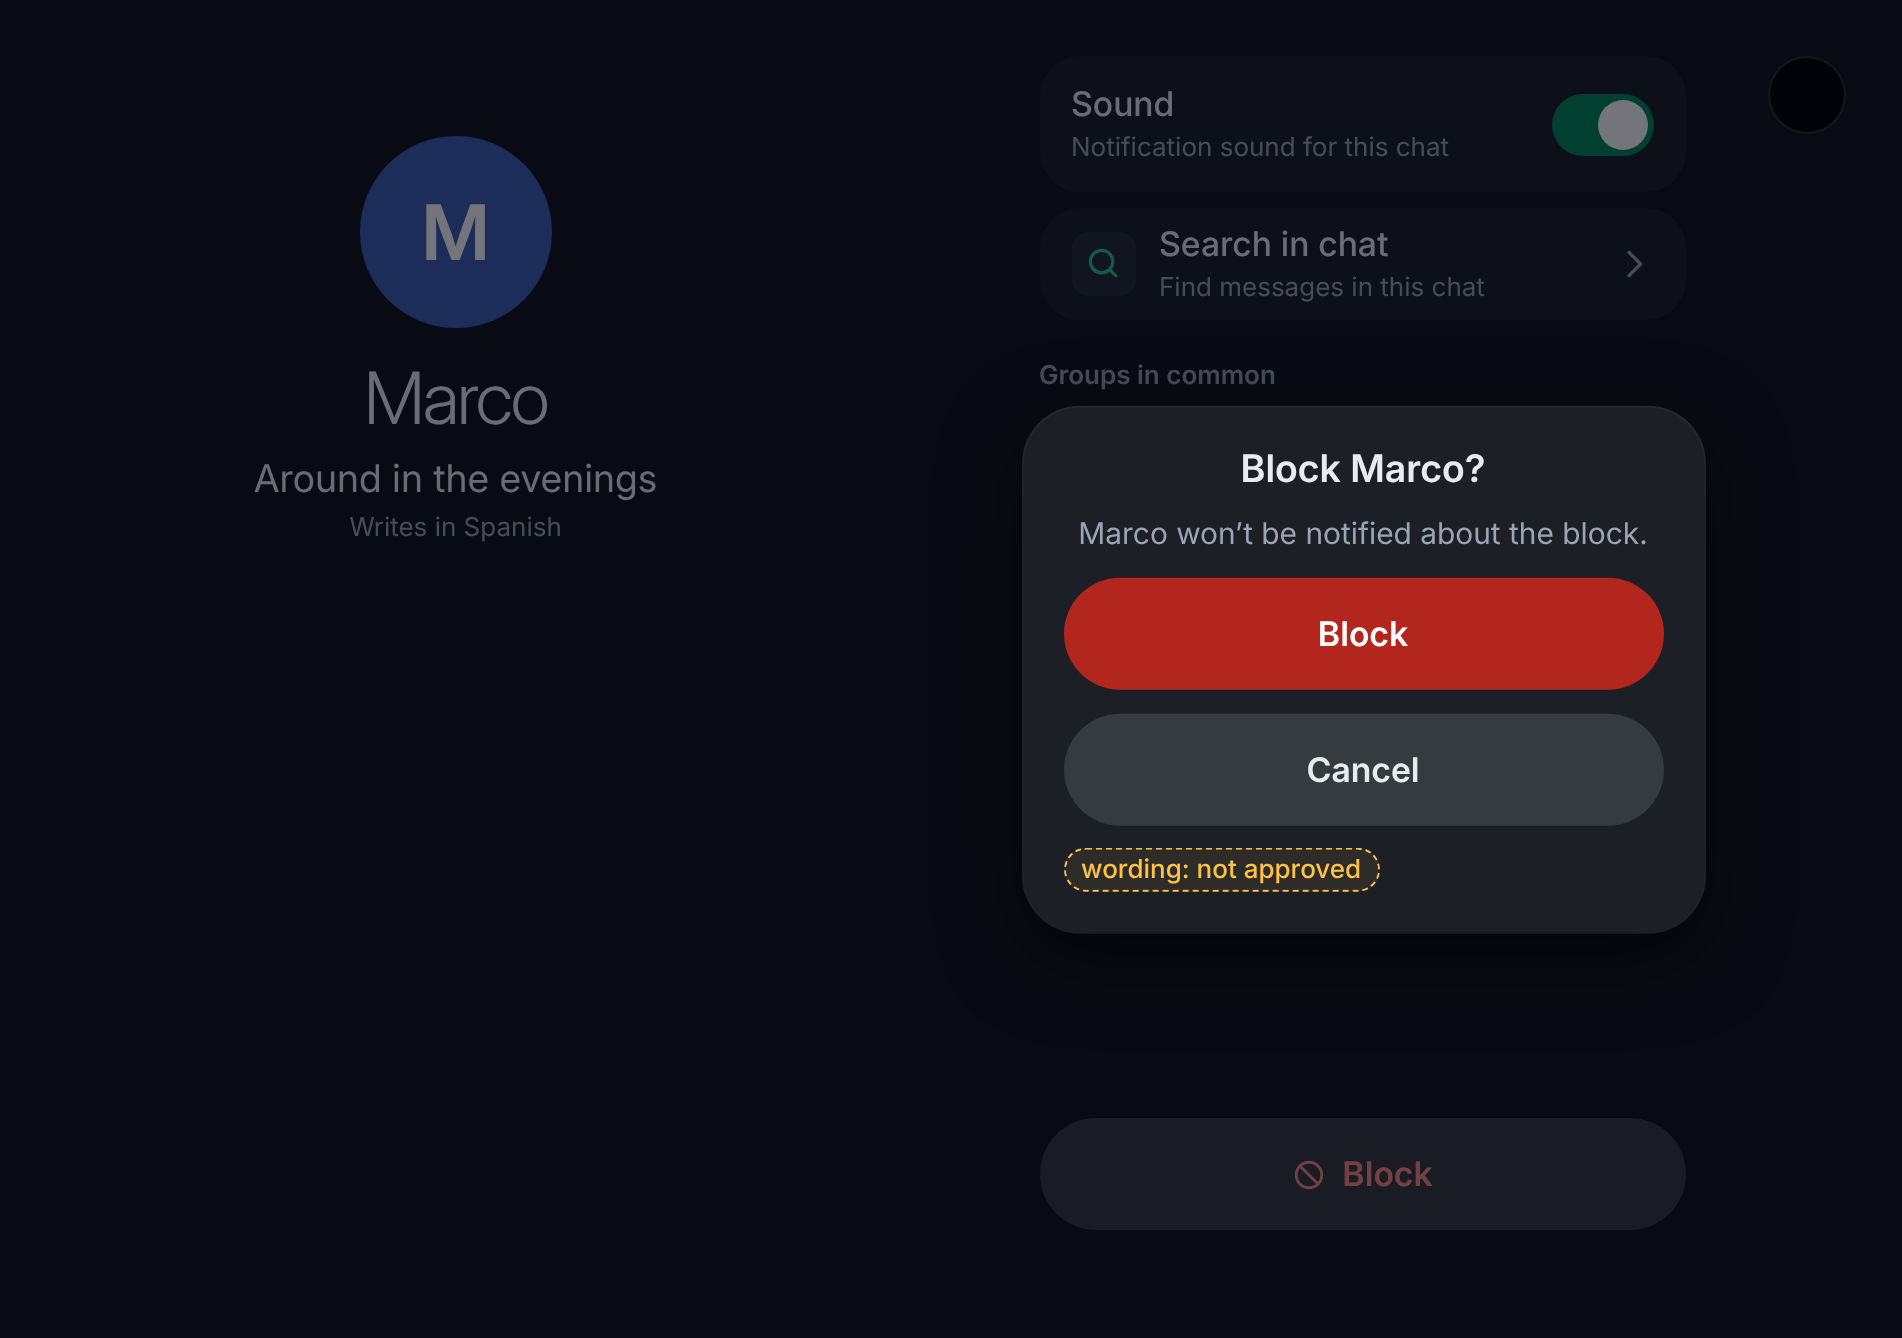 M
Marco
Around in the evenings
Writes in Spanish
Sound
Notification sound for this chat
Search in chat
Find messages in this chat
Groups in common
Block Marco?
Marco won’t be notified about the block.
Block
Cancel
wording: not approved
Block